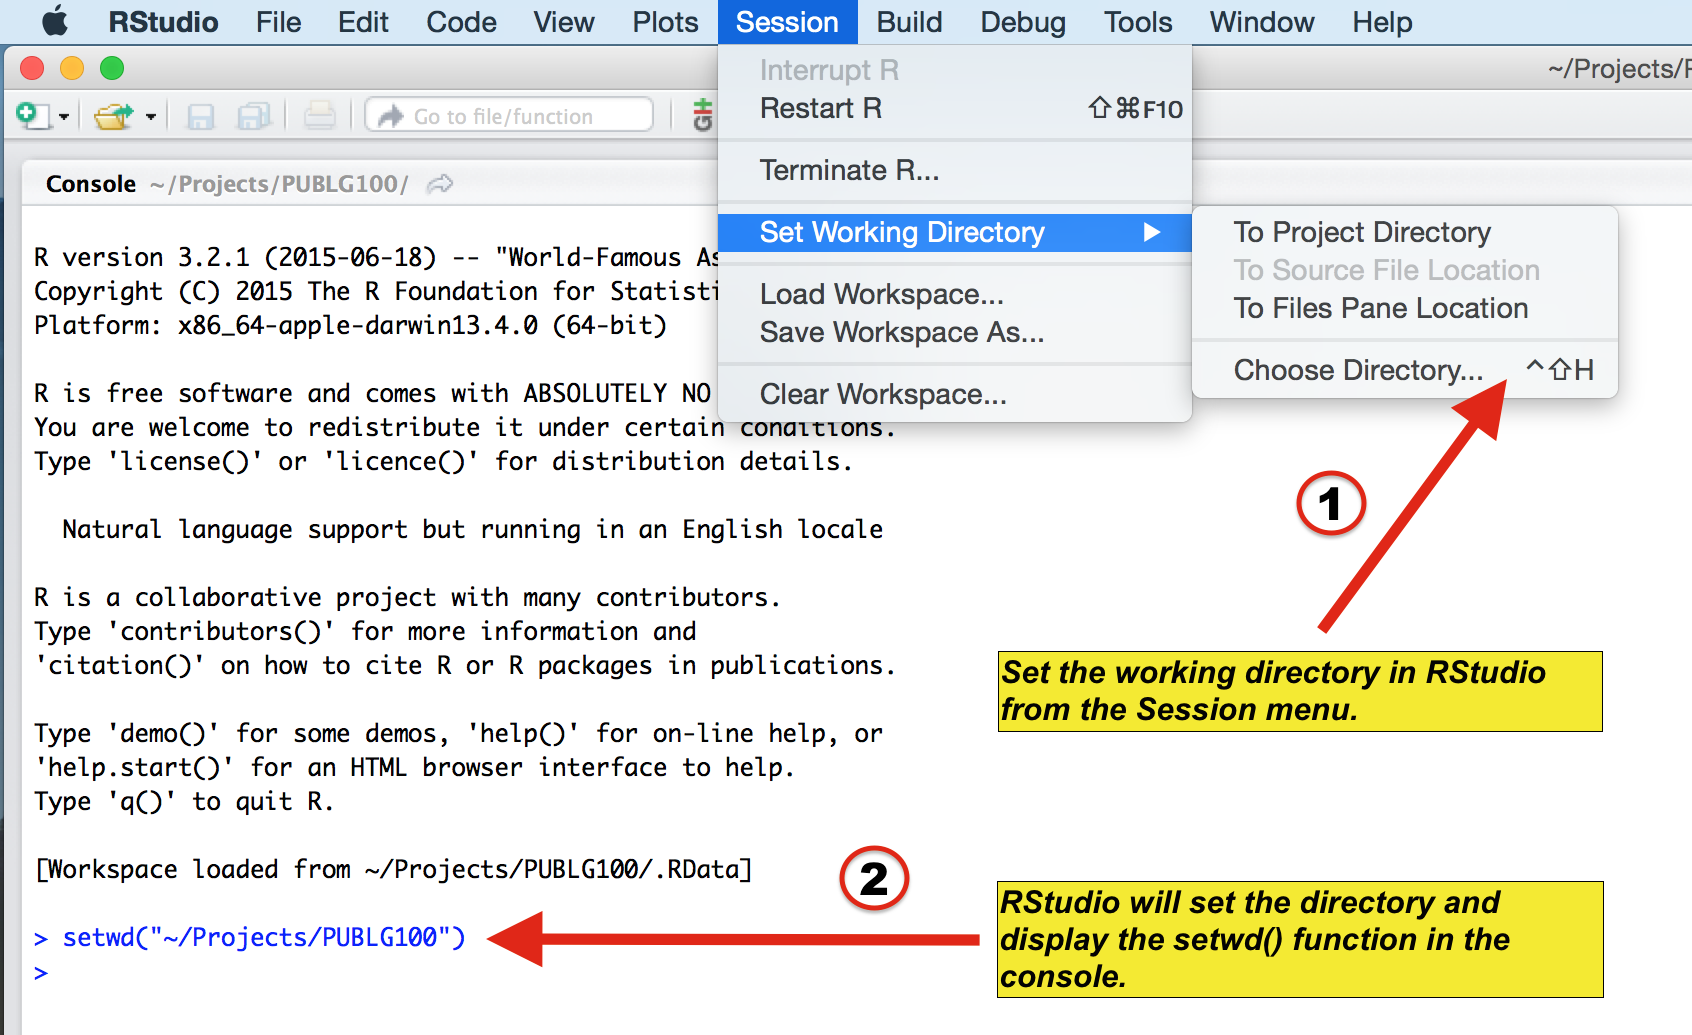 RStudio File Edit Code View Plots Session Build Debug Tools Window Help
~/Projects/
Go to file/function
Interrupt R
Restart R ⇧⌘F10
Terminate R...
Set Working Directory ▶
Load Workspace...
Save Workspace As...
Clear Workspace...
To Project Directory
To Source File Location
To Files Pane Location
Choose Directory... ^⇧H
Console ~/Projects/PUBLG100/
R version 3.2.1 (2015-06-18) -- "World-Famous As
Copyright (C) 2015 The R Foundation for Statisti
Platform: x86_64-apple-darwin13.4.0 (64-bit)
R is free software and comes with ABSOLUTELY NO
You are welcome to redistribute it under certain conditions.
Type 'license()' or 'licence()' for distribution details.
Natural language support but running in an English locale
R is a collaborative project with many contributors.
Type 'contributors()' for more information and
'citation()' on how to cite R or R packages in publications.
Type 'demo()' for some demos, 'help()' for on-line help, or
'help.start()' for an HTML browser interface to help.
Type 'q()' to quit R.
[Workspace loaded from ~/Projects/PUBLG100/.RData]
> setwd("~/Projects/PUBLG100")
>
1
Set the working directory in RStudio
from the Session menu.
2
RStudio will set the directory and
display the setwd() function in the
console.